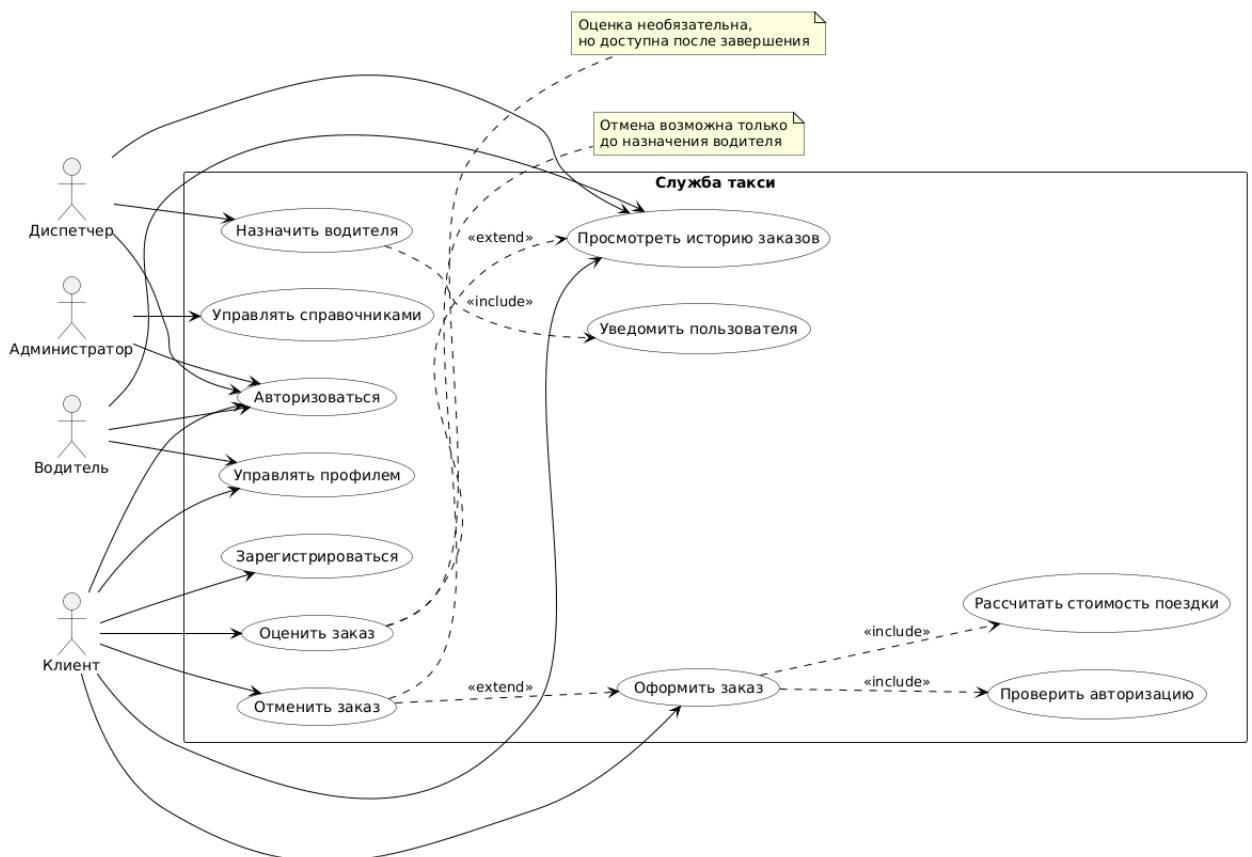 Оценка необязательна,
но доступна после завершения
Отмена возможна только
до назначения водителя
Служба такси
Диспетчер
Назначить водителя
«extend»
Просмотреть историю заказов
«include»
Администратор
Управлять справочниками
Уведомить пользователя
Авторизоваться
Водитель
Управлять профилем
Зарегистрироваться
Рассчитать стоимость поездки
Клиент
Оценить заказ
«include»
«extend»
Оформить заказ
«include»
Отменить заказ
Проверить авторизацию